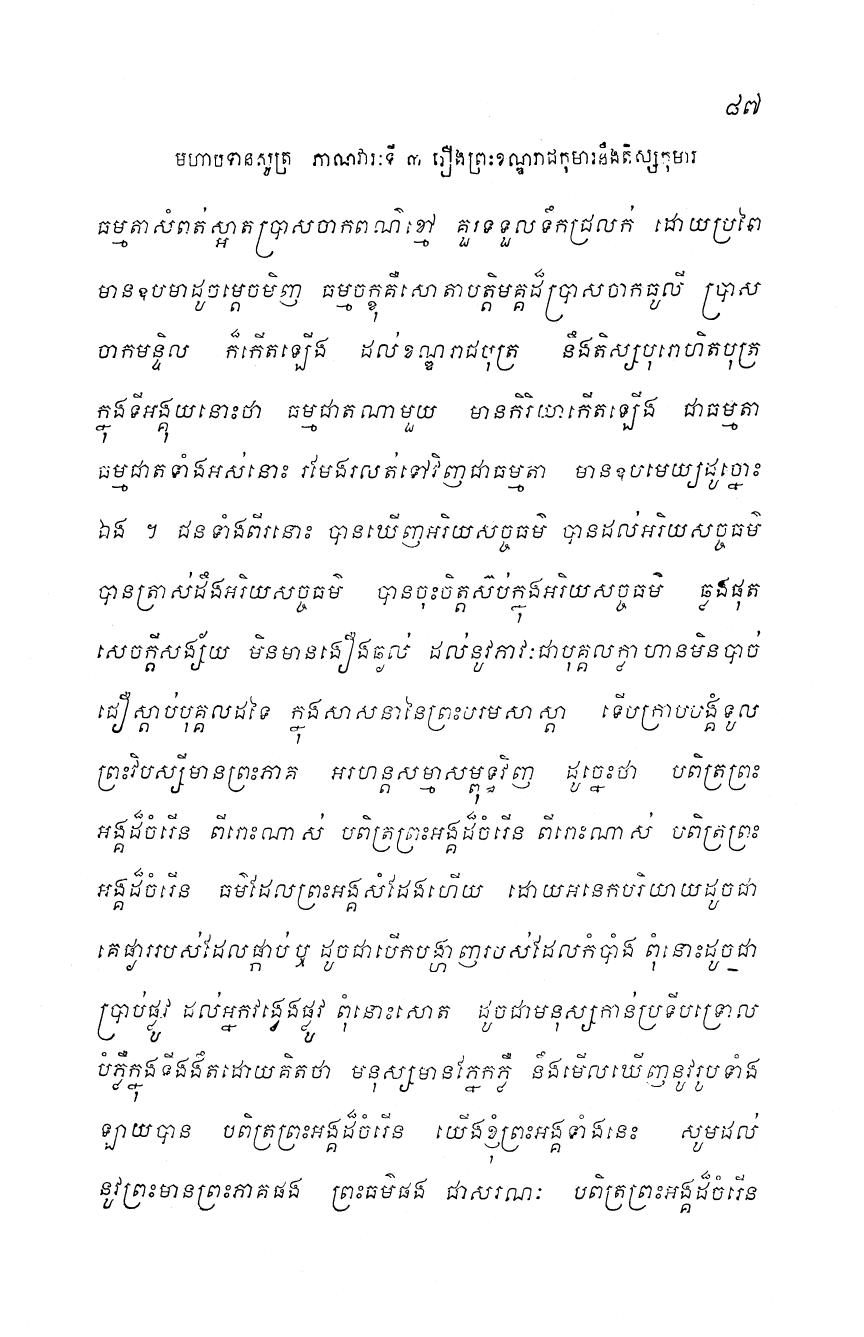 ៨៧
មហាបទានសូត្រ ភាណវារៈទី ៣ រឿងព្រះខណ្ឌរាជកុមារនឹងតិស្សកុមារ
ធម្មតាសំពត់ស្អាតប្រាសចាកពណ៌ខ្មៅ គួរទទួលទឹកជ្រលក់ ដោយប្រពៃ
មានឧបមាដូចម្តេចមិញ ធម្មចក្ខុគឺសោតាបត្តិមគ្គដ៏ប្រាសចាកធូលី ប្រាស
ចាកមន្ទិល ក៏កើតឡើង ដល់ខណ្ឌរាជបុត្រ នឹងតិស្សបុរោហិតបុត្រ
ក្នុងទីអង្គុយនោះថា ធម្មជាតណាមួយ មានកិរិយាកើតឡើង ជាធម្មតា
ធម្មជាតទាំងអស់នោះ រមែងរលត់ទៅវិញជាធម្មតា មានឧបមេយ្យដូច្នោះ
ឯង ។ ជនទាំងពីរនោះ បានឃើញអរិយសច្ចធម៌ បានដល់អរិយសច្ចធម៌
បានត្រាស់ដឹងអរិយសច្ចធម៌ បានចុះចិត្តស៊ប់ក្នុងអរិយសច្ចធម៌ ឆ្លងផុត
សេចក្តីសង្ស័យ មិនមានងឿងឆ្ងល់ ដល់នូវភាវៈជាបុគ្គលក្លាហានមិនបាច់
ជឿស្តាប់បុគ្គលដទៃ ក្នុងសាសនានៃព្រះបរមសាស្តា ទើបក្រាបបង្គំទូល
ព្រះវិបស្សីមានព្រះភាគ អរហន្តសម្មាសម្ពុទ្ធវិញ ដូច្នេះថា បពិត្រព្រះ
អង្គដ៏ចំរើន ពីរោះណាស់ បពិត្រព្រះអង្គដ៏ចំរើន ពីរោះណាស់ បពិត្រព្រះ
អង្គដ៏ចំរើន ធម៌ដែលព្រះអង្គសំដែងហើយ ដោយអនេកបរិយាយដូចជា
គេផ្ងាររបស់ដែលផ្កាប់ឬ ដូចជាបើកបង្ហាញរបស់ដែលកំបាំង ពុំនោះដូចជា
ប្រាប់ផ្លូវ ដល់អ្នកវង្វេងផ្លូវ ពុំនោះសោត ដូចជាមនុស្សកាន់ប្រទីបទ្រោល
បំភ្លឺក្នុងទីងងឹតដោយគិតថា មនុស្សមានភ្នែកភ្លឺ នឹងមើលឃើញនូវរូបទាំង
ឡាយបាន បពិត្រព្រះអង្គដ៏ចំរើន យើងខ្ញុំព្រះអង្គទាំងនេះ សូមដល់
នូវព្រះមានព្រះភាគផង ព្រះធម៌ផង ជាសរណៈ បពិត្រព្រះអង្គដ៏ចំរើន